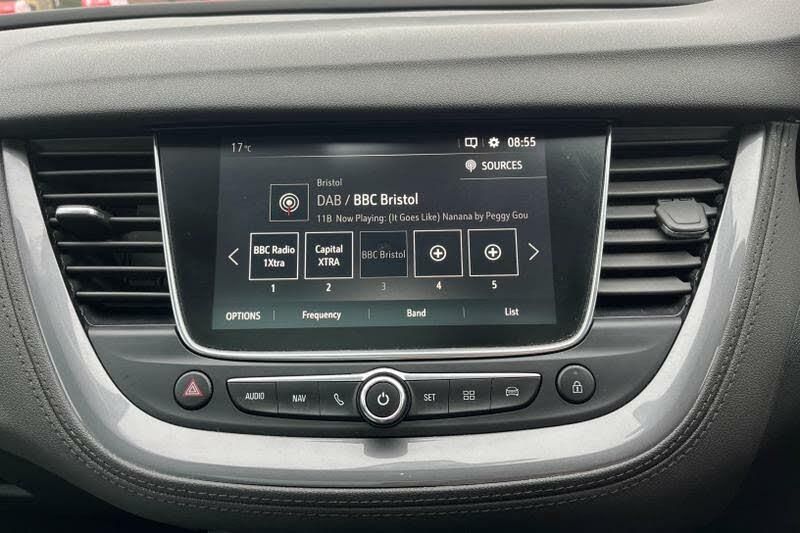 17°C
08:55
SOURCES
Bristol
DAB / BBC Bristol
11B Now Playing: (It Goes Like) Nanana by Peggy Gou
BBC Radio
1Xtra
Capital
XTRA
BBC Bristol
1 2 3 4 5
OPTIONS Frequency Band List
AUDIO NAV SET